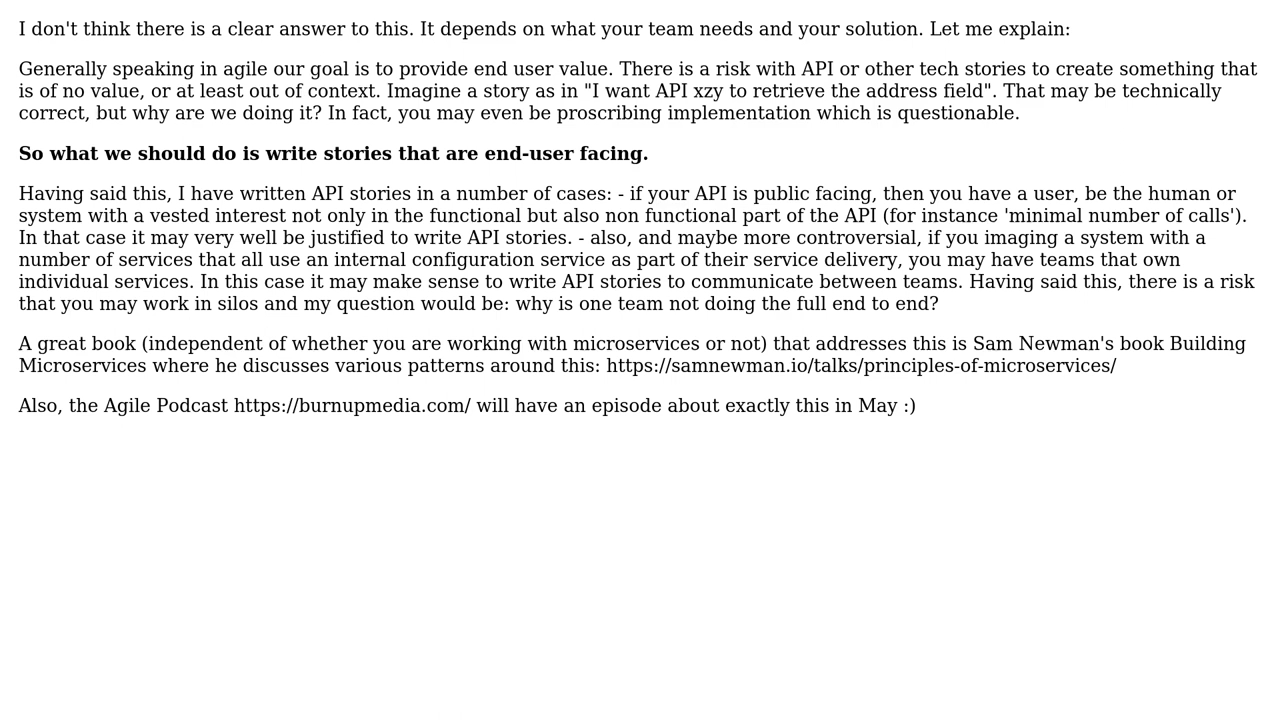 I don't think there is a clear answer to this. It depends on what your team needs and your solution. Let me explain:
Generally speaking in agile our goal is to provide end user value. There is a risk with API or other tech stories to create something that
is of no value, or at least out of context. Imagine a story as in "I want API xzy to retrieve the address field". That may be technically
correct, but why are we doing it? In fact, you may even be proscribing implementation which is questionable.
So what we should do is write stories that are end-user facing.
Having said this, I have written API stories in a number of cases: - if your API is public facing, then you have a user, be the human or
system with a vested interest not only in the functional but also non functional part of the API (for instance 'minimal number of calls').
In that case it may very well be justified to write API stories. - also, and maybe more controversial, if you imaging a system with a
number of services that all use an internal configuration service as part of their service delivery, you may have teams that own
individual services. In this case it may make sense to write API stories to communicate between teams. Having said this, there is a risk
that you may work in silos and my question would be: why is one team not doing the full end to end?
A great book (independent of whether you are working with microservices or not) that addresses this is Sam Newman's book Building
Microservices where he discusses various patterns around this: https://samnewman.io/talks/principles-of-microservices/
Also, the Agile Podcast https://burnupmedia.com/ will have an episode about exactly this in May :)